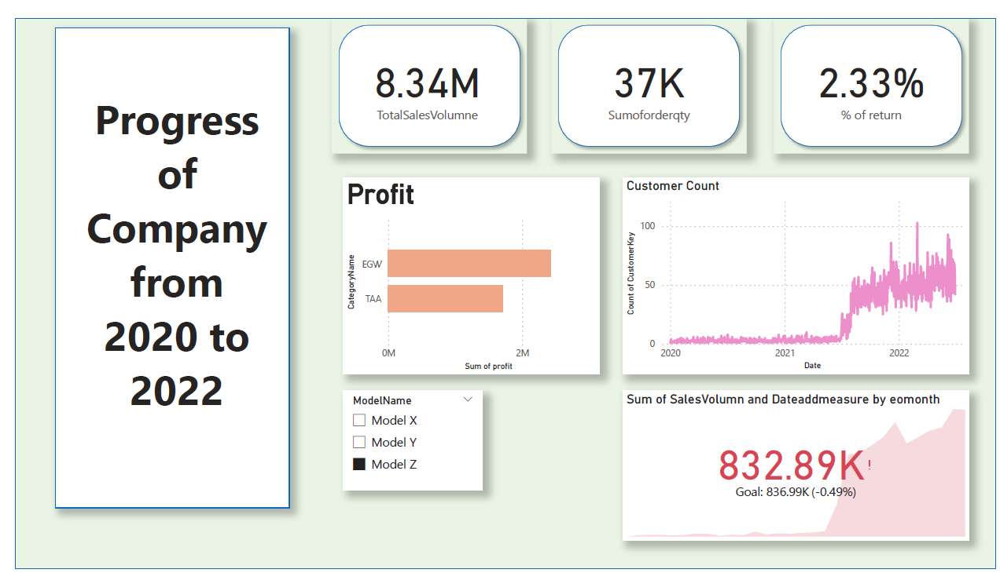 Progress
of
Company
from
2020 to
2022
8.34M
TotalSalesVolumne
37K
Sumoforderqty
2.33%
% of return
Profit
CategoryName
EGW
TAA
0M
2M
Sum of profit
Customer Count
Count of CustomerKey
100
50
0
2020
2021
2022
Date
ModelName
Model X
Model Y
Model Z
Sum of SalesVolumn and Dateaddmeasure by eomonth
832.89K!
Goal: 836.99K (-0.49%)